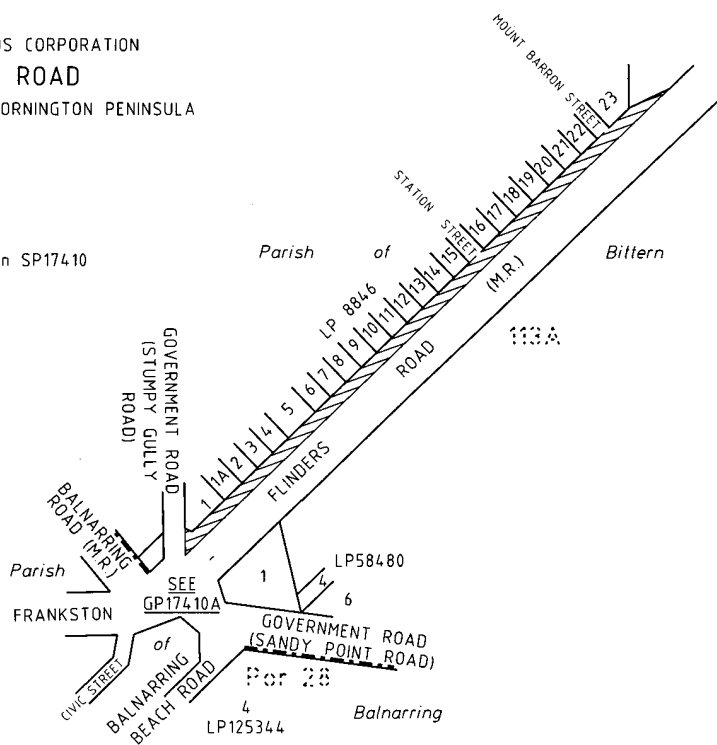 DS CORPORATION
ROAD
ORNINGTON PENINSULA
n SP17410
MOUNT BARRON STREET
23
22
21
20
19
18
17
16
STATION STREET
15
14
13
12
11
10
9
8
7
6
5
4
3
2
1A
1
LP 8846
Parish of Bittern
(M.R.)
ROAD
FLINDERS
113A
GOVERNMENT ROAD
(STUMPY GULLY
ROAD)
BALNARRING
ROAD (M.R.)
Parish
FRANKSTON
SEE
GP17410A
1
LP58480
4
6
GOVERNMENT ROAD
(SANDY POINT ROAD)
of
CIVIC STREET
BALNARRING
BEACH ROAD
Por 28
4
LP125344
Balnarring